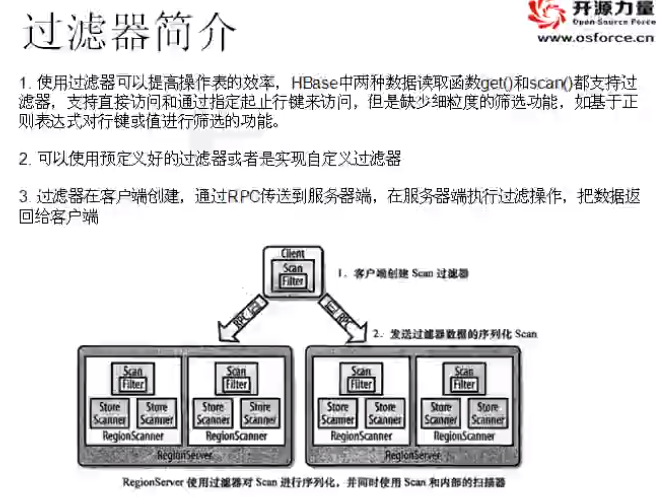 过滤器简介
开源力量
Open Source Force
www.osforce.cn
1. 使用过滤器可以提高操作表的效率，HBase中两种数据读取函数get()和scan()都支持过
滤器，支持直接访问和通过指定起止行键来访问，但是缺少细粒度的筛选功能，如基于正
则表达式对行键或值进行筛选的功能。
2. 可以使用预定义好的过滤器或者是实现自定义过滤器
3. 过滤器在客户端创建，通过RPC传送到服务器端，在服务器端执行过滤操作，把数据返
回给客户端
Client
Scan
Filter
1. 客户端创建 Scan 过滤器
RPC
RPC
2. 发送过滤器数据的序列化 Scan
Scan
Filter
Store Scanner
Store Scanner
RegionScanner
Scan
Filter
Store Scanner
Store Scanner
RegionScanner
RegionServer
Scan
Filter
Store Scanner
Store Scanner
RegionScanner
Scan
Filter
Store Scanner
Store Scanner
RegionScanner
RegionServer
RegionServer 使用过滤器对 Scan 进行序列化，并同时使用 Scan 和内部的扫描器